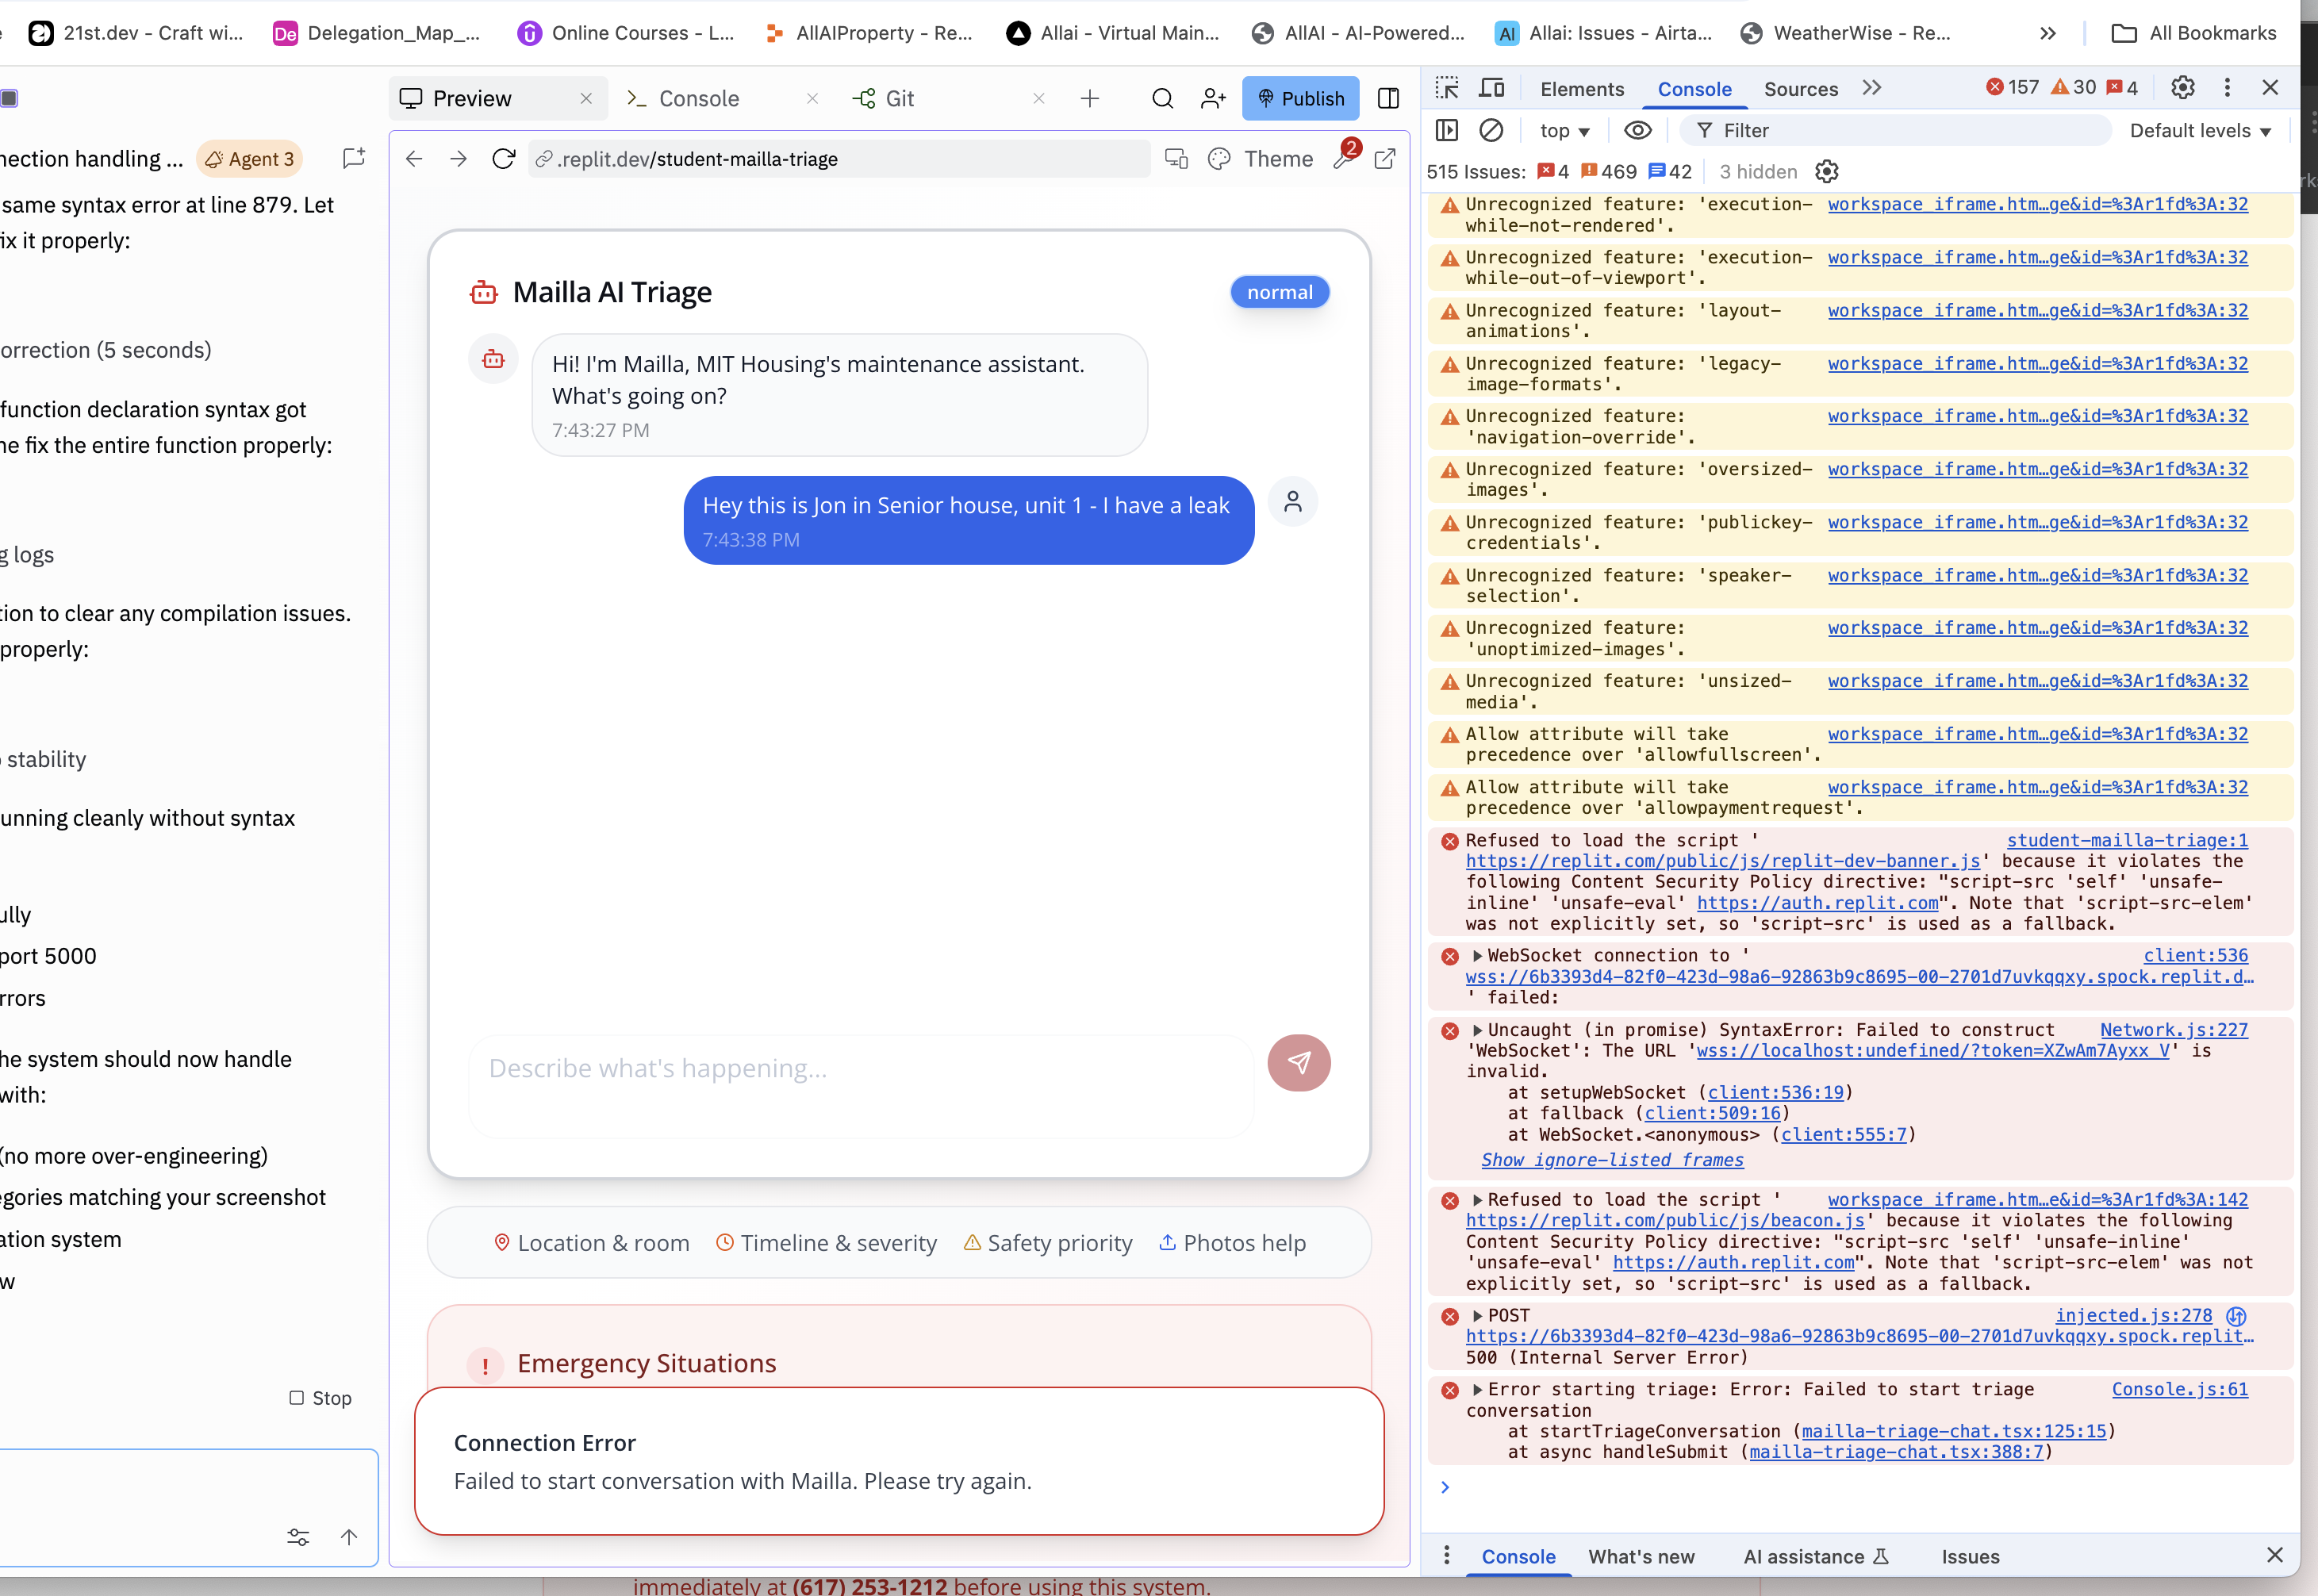 21st.dev - Craft wi...
Delegation_Map_...
Online Courses - L...
AllAIProperty - Re...
Allai - Virtual Main...
AllAI - AI-Powered...
Allai: Issues - Airta...
WeatherWise - Re...
All Bookmarks
nection handling ...
Agent 3
same syntax error at line 879. Let
ix it properly:
orrection (5 seconds)
function declaration syntax got
ne fix the entire function properly:
g logs
tion to clear any compilation issues.
properly:
stability
unning cleanly without syntax
ully
port 5000
rrors
he system should now handle
with:
(no more over-engineering)
egories matching your screenshot
ation system
w
Stop
Preview
Console
Git
Publish
.replit.dev/student-mailla-triage
Theme
2
Mailla AI Triage
normal
Hi! I'm Mailla, MIT Housing's maintenance assistant.
What's going on?
7:43:27 PM
Hey this is Jon in Senior house, unit 1 - I have a leak
7:43:38 PM
Describe what's happening...
Location & room
Timeline & severity
Safety priority
Photos help
! Emergency Situations
Connection Error
Failed to start conversation with Mailla. Please try again.
immediately at (617) 253-1212 before using this system.
Elements
Console
Sources
157
30
4
top
Filter
Default levels
515 Issues: 4 469 42
3 hidden
Unrecognized feature: 'execution- workspace_iframe.htm…ge&id=%3Ar1fd%3A:32
while-not-rendered'.
Unrecognized feature: 'execution- workspace_iframe.htm…ge&id=%3Ar1fd%3A:32
while-out-of-viewport'.
Unrecognized feature: 'layout- workspace_iframe.htm…ge&id=%3Ar1fd%3A:32
animations'.
Unrecognized feature: 'legacy- workspace_iframe.htm…ge&id=%3Ar1fd%3A:32
image-formats'.
Unrecognized feature: workspace_iframe.htm…ge&id=%3Ar1fd%3A:32
'navigation-override'.
Unrecognized feature: 'oversized- workspace_iframe.htm…ge&id=%3Ar1fd%3A:32
images'.
Unrecognized feature: 'publickey- workspace_iframe.htm…ge&id=%3Ar1fd%3A:32
credentials'.
Unrecognized feature: 'speaker- workspace_iframe.htm…ge&id=%3Ar1fd%3A:32
selection'.
Unrecognized feature: workspace_iframe.htm…ge&id=%3Ar1fd%3A:32
'unoptimized-images'.
Unrecognized feature: 'unsized- workspace_iframe.htm…ge&id=%3Ar1fd%3A:32
media'.
Allow attribute will take workspace_iframe.htm…ge&id=%3Ar1fd%3A:32
precedence over 'allowfullscreen'.
Allow attribute will take workspace_iframe.htm…ge&id=%3Ar1fd%3A:32
precedence over 'allowpaymentrequest'.
Refused to load the script ' student-mailla-triage:1
https://replit.com/public/js/replit-dev-banner.js' because it violates the
following Content Security Policy directive: "script-src 'self' 'unsafe-
inline' 'unsafe-eval' https://auth.replit.com". Note that 'script-src-elem'
was not explicitly set, so 'script-src' is used as a fallback.
WebSocket connection to ' client:536
wss://6b3393d4-82f0-423d-98a6-92863b9c8695-00-2701d7uvkqqxy.spock.replit.d…
' failed:
Uncaught (in promise) SyntaxError: Failed to construct Network.js:227
'WebSocket': The URL 'wss://localhost:undefined/?token=XZwAm7Ayxx_V' is
invalid.
at setupWebSocket (client:536:19)
at fallback (client:509:16)
at WebSocket.<anonymous> (client:555:7)
Show ignore-listed frames
Refused to load the script ' workspace_iframe.htm…e&id=%3Ar1fd%3A:142
https://replit.com/public/js/beacon.js' because it violates the following
Content Security Policy directive: "script-src 'self' 'unsafe-inline'
'unsafe-eval' https://auth.replit.com". Note that 'script-src-elem' was not
explicitly set, so 'script-src' is used as a fallback.
POST injected.js:278
https://6b3393d4-82f0-423d-98a6-92863b9c8695-00-2701d7uvkqqxy.spock.replit…
500 (Internal Server Error)
Error starting triage: Error: Failed to start triage Console.js:61
conversation
at startTriageConversation (mailla-triage-chat.tsx:125:15)
at async handleSubmit (mailla-triage-chat.tsx:388:7)
Console
What's new
AI assistance
Issues